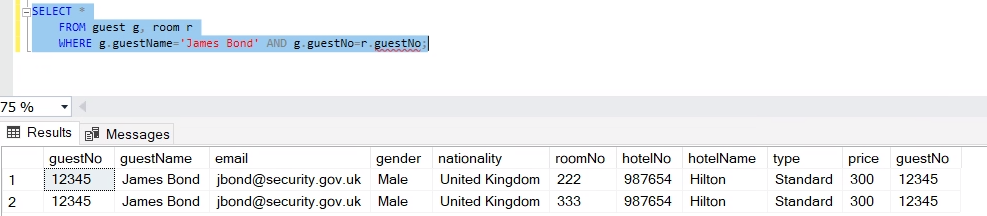 SELECT *
FROM guest g, room r
WHERE g.guestName='James Bond' AND g.guestNo=r.guestNo;
75 %
Results Messages
guestNo guestName email gender nationality roomNo hotelNo hotelName type price guestNo
1 12345 James Bond jbond@security.gov.uk Male United Kingdom 222 987654 Hilton Standard 300 12345
2 12345 James Bond jbond@security.gov.uk Male United Kingdom 333 987654 Hilton Standard 300 12345